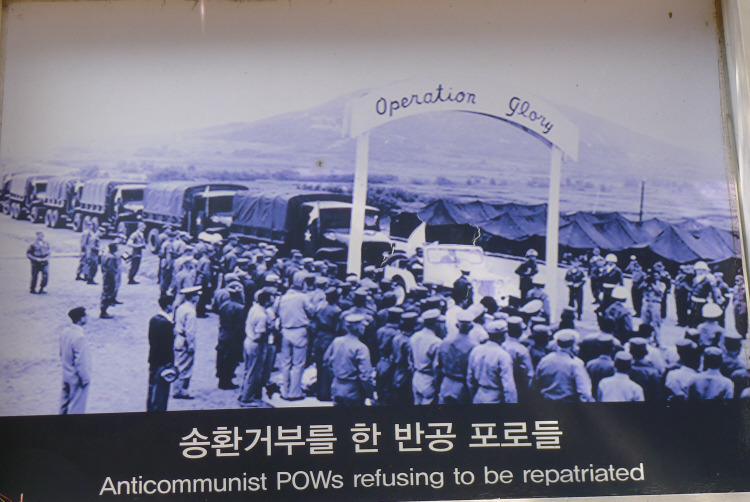 Operation Glory
송환거부를 한 반공 포로들
Anticommunist POWs refusing to be repatriated